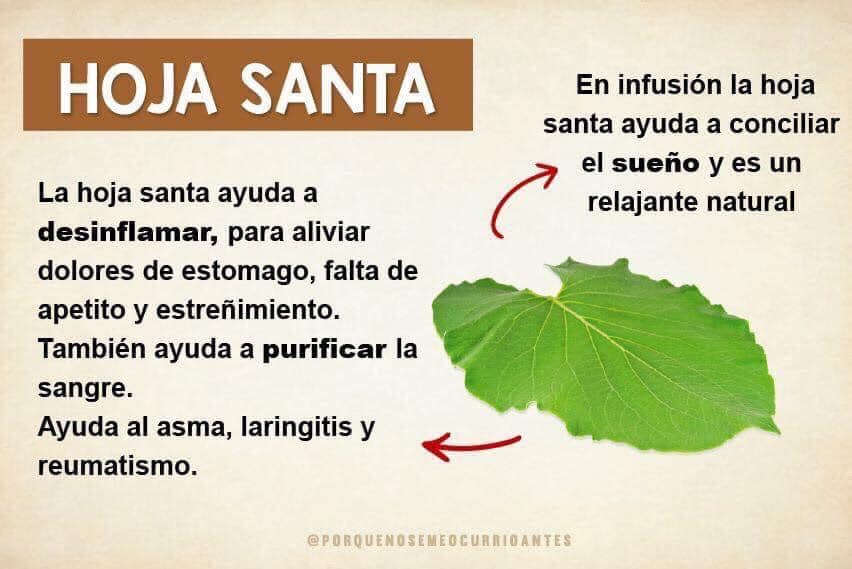 HOJA SANTA
La hoja santa ayuda a
desinflamar, para aliviar
dolores de estomago, falta de
apetito y estreñimiento.
También ayuda a purificar la
sangre.
Ayuda al asma, laringitis y
reumatismo.
En infusión la hoja
santa ayuda a conciliar
el sueño y es un
relajante natural
@PORQUENOSEMEOCURRIOANTES